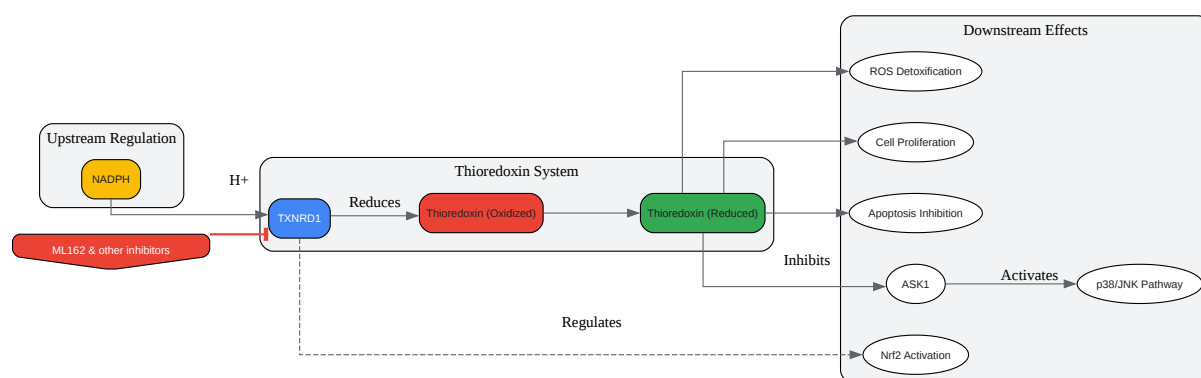 Downstream Effects
ROS Detoxification
Upstream Regulation
Cell Proliferation
Thioredoxin System
NADPH
H+
Reduces
TXNRD1
Thioredoxin (Oxidized)
Thioredoxin (Reduced)
Apoptosis Inhibition
ML162 & other inhibitors
Inhibits
ASK1
Activates
p38/JNK Pathway
Regulates
Nrf2 Activation